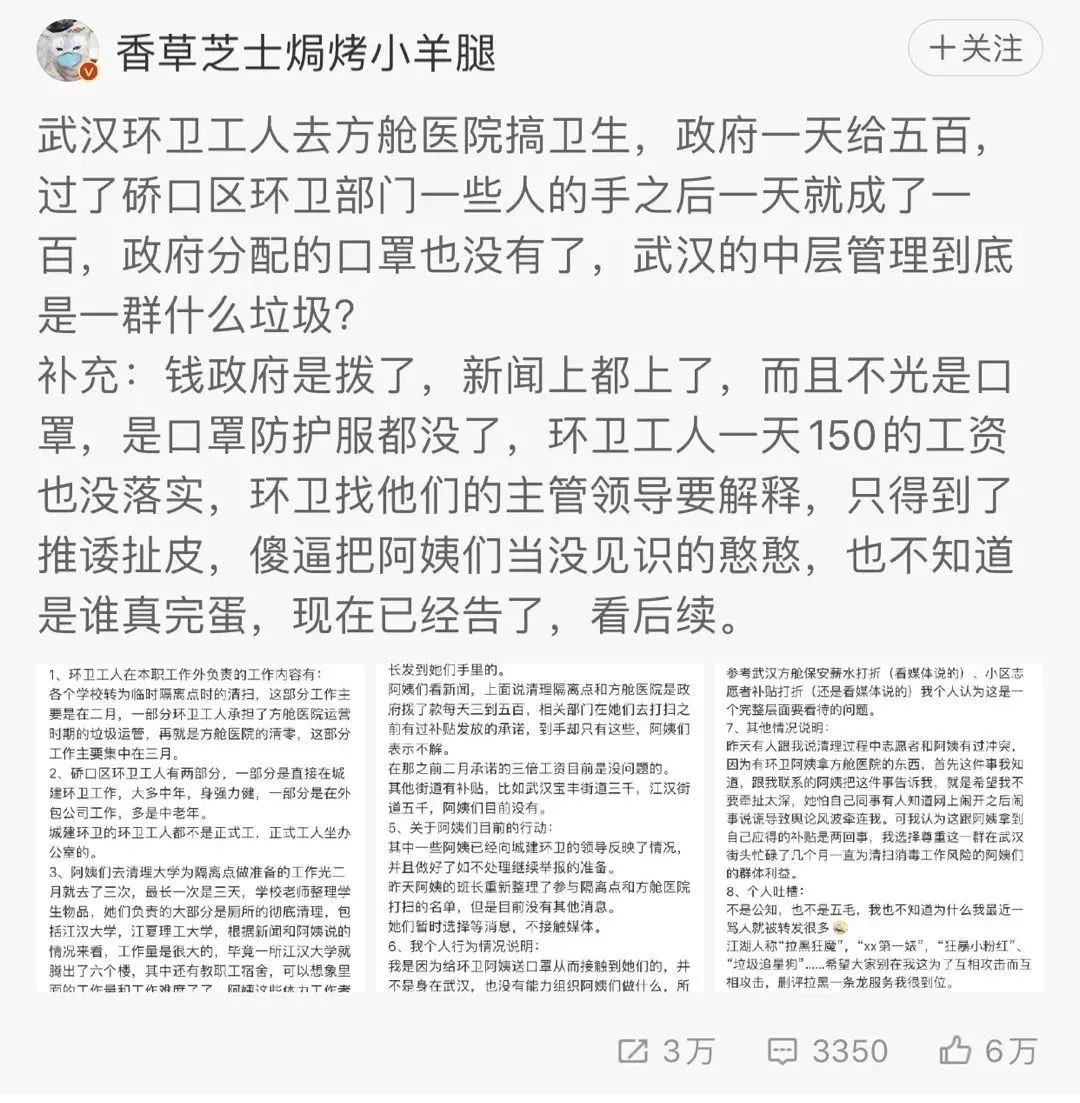 香草芝士焗烤小羊腿
+关注
武汉环卫工人去方舱医院搞卫生，政府一天给五百，
过了硚口区环卫部门一些人的手之后一天就成了一
百，政府分配的口罩也没有了，武汉的中层管理到底
是一群什么垃圾？
补充：钱政府是拨了，新闻上都上了，而且不光是口
罩，是口罩防护服都没了，环卫工人一天150的工资
也没落实，环卫找他们的主管领导要解释，只得到了
推诿扯皮，傻逼把阿姨们当没见识的憨憨，也不知道
是谁真完蛋，现在已经告了，看后续。
1、环卫工人在本职工作外负责的工作内容有：
各个学校转为临时隔离点时的清扫，这部分工作主
要是在二月，一部分环卫工人承担了方舱医院运营
时期的垃圾运管，再就是方舱医院的清零，这部分
工作主要集中在三月。
2、硚口区环卫工人有两部分，一部分是直接在城
建环卫工作，大多中年，身强力健，一部分是在外
包公司工作，多是中老年。
城建环卫的环卫工人都不是正式工，正式工人坐办
公室的。
3、阿姨们去清理大学为隔离点做准备的工作光二
月就去了三次，最长一次是三天，学校老师整理学
生物品，她们负责的大部分是厕所的彻底清理，包
括江汉大学，江夏理工大学，根据新闻和阿姨说的
情况来看，工作量是很大的，毕竟一所江汉大学就
腾出了六个楼，其中还有教职工宿舍，可以想象里
面的工作量和工作难度了了，阿姨这些体力工作者
长发到她们手里的。
阿姨们看新闻，上面说清理隔离点和方舱医院是政
府拨了款每天三到五百，相关部门在她们去打扫之
前有过补贴发放的承诺，到手却只有这些，阿姨们
表示不解。
在那之前二月承诺的三倍工资目前是没问题的。
其他街道有补贴，比如武汉宝丰街道三千，江汉街
道五千，阿姨们目前没有。
5、关于阿姨们目前的行动：
其中一些阿姨已经向城建环卫的领导反映了情况，
并且做好了如不处理继续举报的准备。
昨天阿姨的班长重新整理了参与隔离点和方舱医院
打扫的名单，但是目前没有其他消息。
她们暂时选择等消息，不接触媒体。
6、我个人行为情况说明：
我是因为给环卫阿姨送口罩从而接触到她们的，并
不是身在武汉，也没有能力组织阿姨们做什么，所
参考武汉方舱保安薪水打折（看媒体说的）、小区志
愿者补贴打折（还是看媒体说的）我个人认为这是一
个完整层面要看待的问题。
7、其他情况说明：
昨天有人跟我说清理过程中志愿者和阿姨有过冲突，
因为有环卫阿姨拿方舱医院的东西，首先这件事我知
道，跟我联系的阿姨把这件事告诉我，就是希望我不
要牵扯太深，她怕自己同事有人知道网上闹开之后闹
事说谎导致舆论风波牵连我。可我认为这跟阿姨拿到
自己应得的补贴是两回事，我选择尊重这一群在武汉
街头忙碌了几个月一直为清扫消毒工作风险的阿姨们
的群体利益。
8、个人吐槽：
不是公知，也不是五毛，我也不知道为什么我最近一
骂人就被转发很多
江湖人称“拉黑狂魔”，“xx第一婊”，“狂暴小粉红”、
“垃圾追星狗”……希望大家别在我这为了互相攻击而互
相攻击，删评拉黑一条龙服务我很到位。
3万
3350
6万